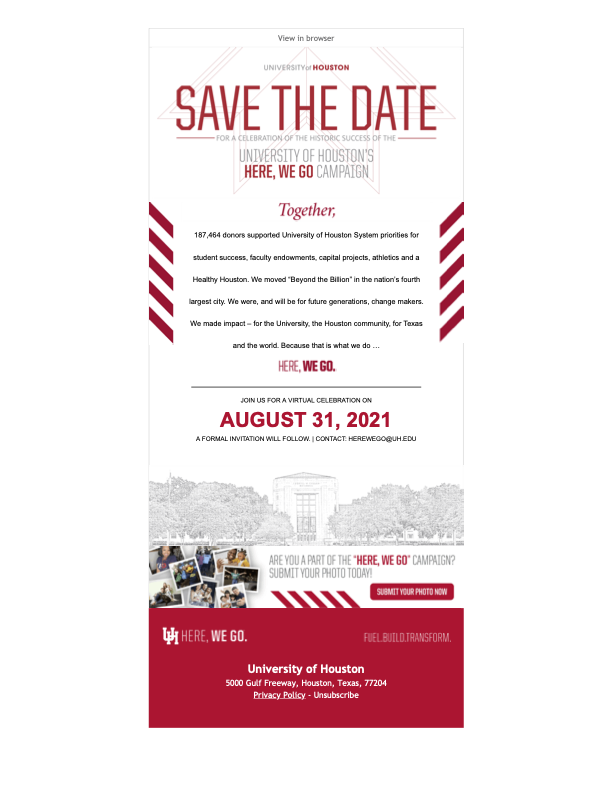 View in browser
UNIVERSITY of HOUSTON
SAVE THE DATE
FOR A CELEBRATION OF THE HISTORIC SUCCESS OF THE
UNIVERSITY OF HOUSTON'S
HERE, WE GO CAMPAIGN
Together,
187,464 donors supported University of Houston System priorities for
student success, faculty endowments, capital projects, athletics and a
Healthy Houston. We moved “Beyond the Billion” in the nation’s fourth
largest city. We were, and will be for future generations, change makers.
We made impact – for the University, the Houston community, for Texas
and the world. Because that is what we do …
HERE, WE GO.
JOIN US FOR A VIRTUAL CELEBRATION ON
AUGUST 31, 2021
A FORMAL INVITATION WILL FOLLOW. | CONTACT: HEREWEGO@UH.EDU
ARE YOU A PART OF THE "HERE, WE GO" CAMPAIGN?
SUBMIT YOUR PHOTO TODAY!
SUBMIT YOUR PHOTO NOW
UH HERE, WE GO.
FUEL.BUILD.TRANSFORM.
University of Houston
5000 Gulf Freeway, Houston, Texas, 77204
Privacy Policy - Unsubscribe